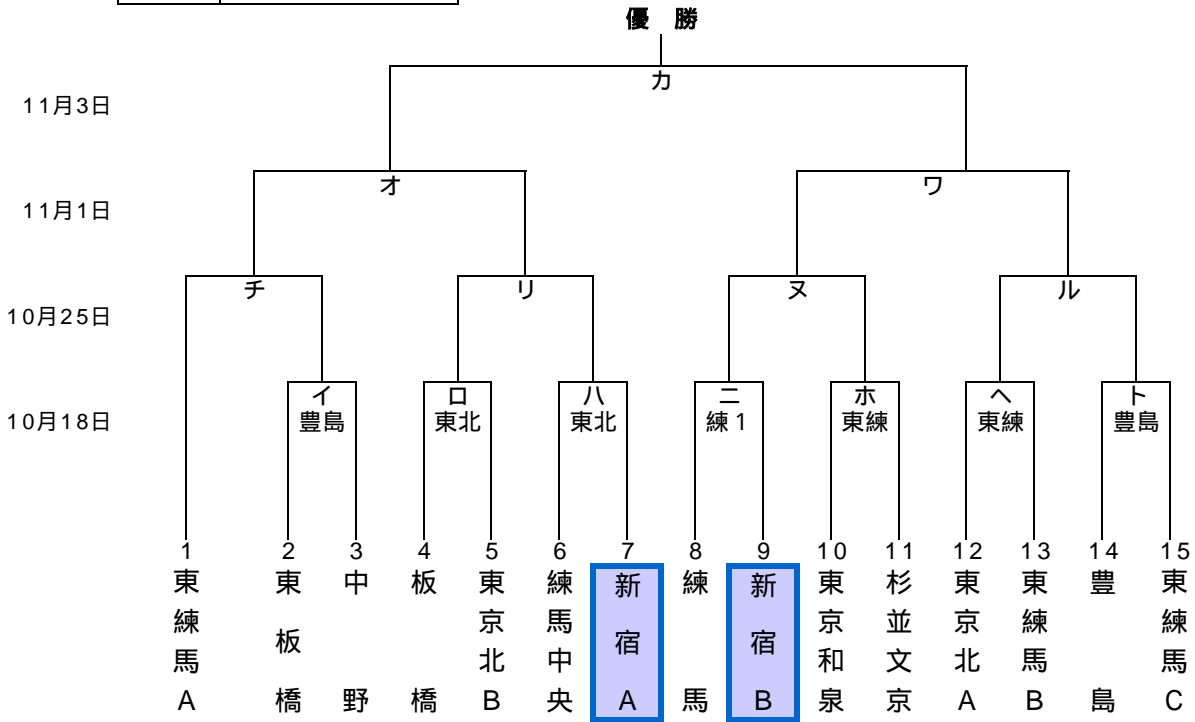 優 勝
カ
11月3日
オ ワ
11月1日
チ リ ヌ ル
10月25日
イ ロ ハ ニ ホ ヘ ト
10月18日 豊島 東北 東北 練1 東練 東練 豊島
1 2 3 4 5 6 7 8 9 10 11 12 13 14 15
東練馬A
東板橋
中野
板橋
東京北B
練馬中央
新宿A
練馬
新宿B
東京和泉
杉並文京
東京北A
東練馬B
豊島
東練馬C